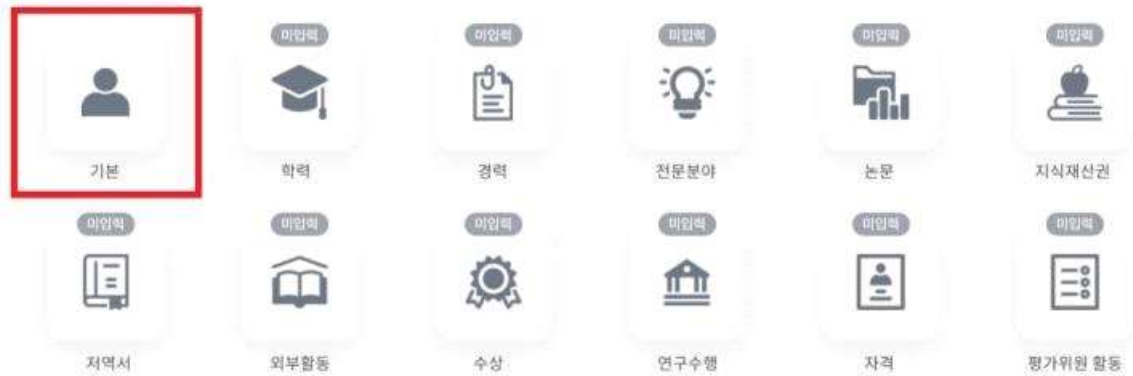 미입력 미입력 미입력 미입력 미입력
기본 학력 경력 전문분야 논문 지식재산권
미입력 미입력 미입력 미입력 미입력 미입력
저역서 외부활동 수상 연구수행 자격 평가위원 활동